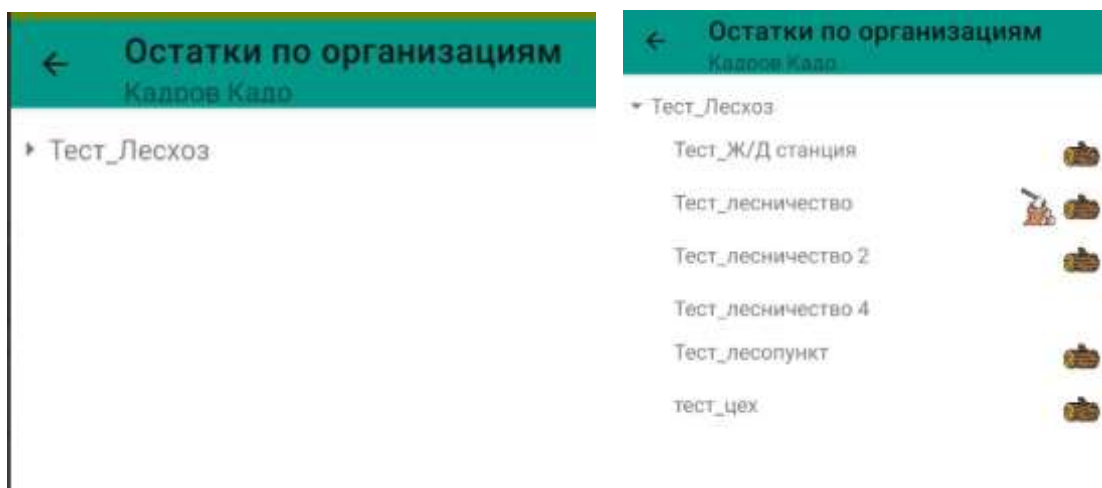 Остатки по организациям
Кадров Кадо
Тест_Лесхоз
Остатки по организациям
Кадров Кадо
Тест_Лесхоз
Тест_Ж/Д станция
Тест_лесничество
Тест_лесничество 2
Тест_лесничество 4
Тест_лесопункт
тест_цех